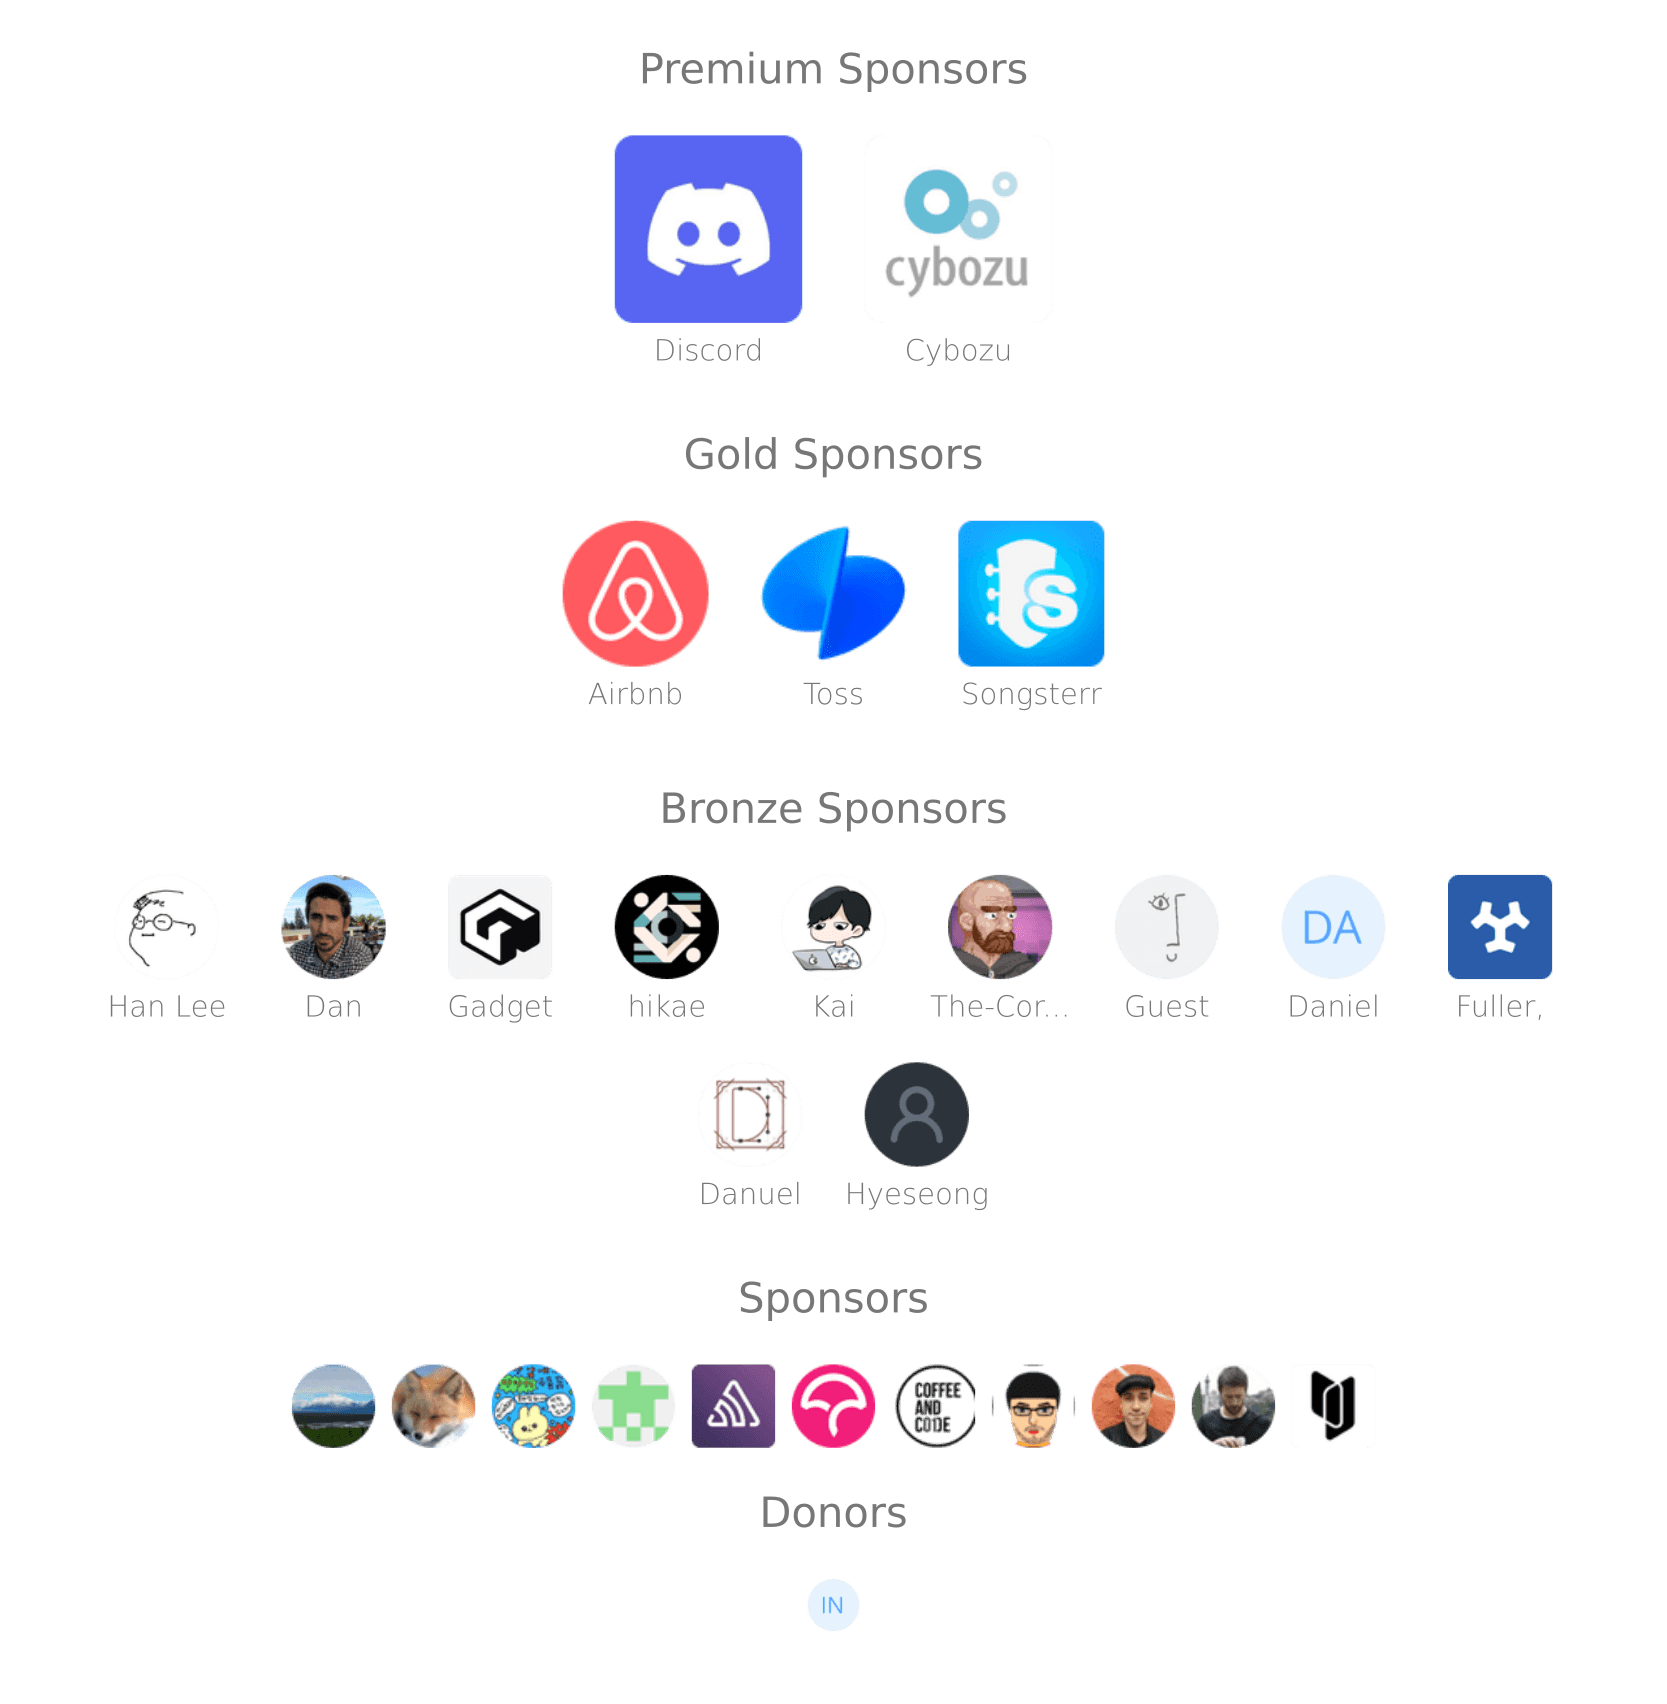 Premium Sponsors
cybozu
Discord Cybozu
Gold Sponsors
S
Airbnb Toss Songsterr
Bronze Sponsors
DA
Han Lee Dan Gadget hikae Kai The-Cor... Guest Daniel Fuller,
D
Danuel Hyeseong
Sponsors
COFFEE
AND
CODE
Donors
IN